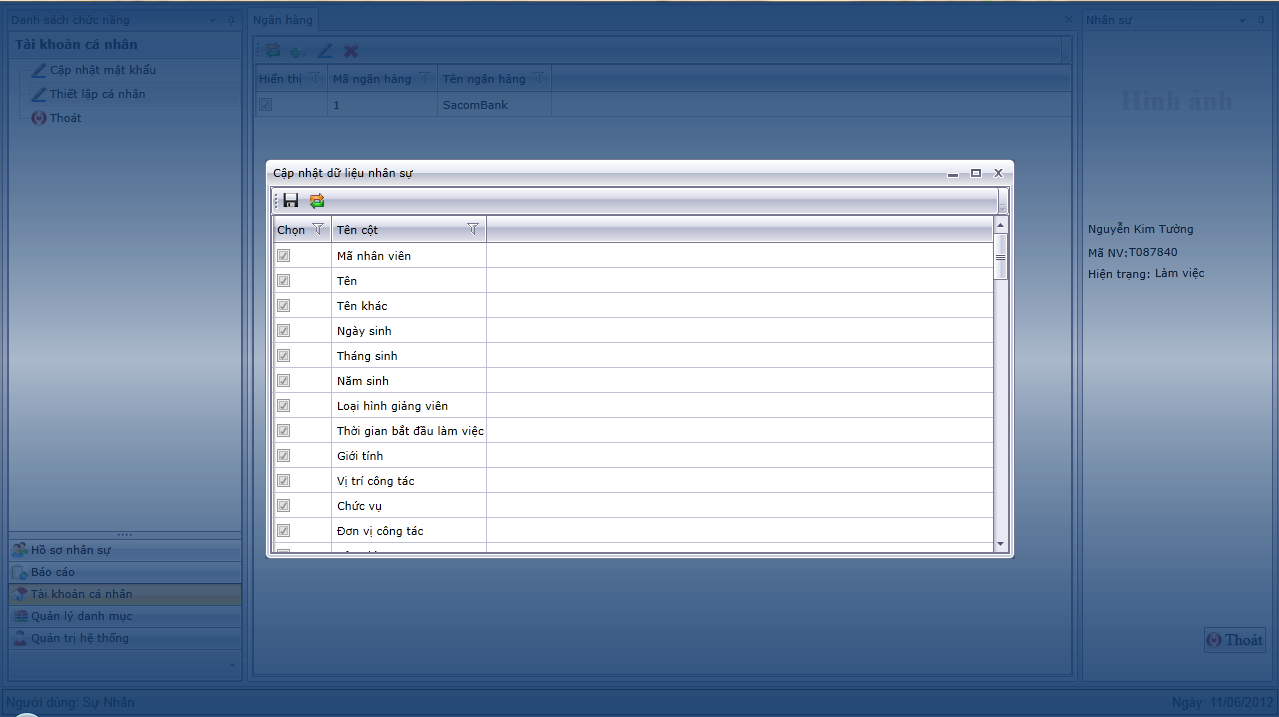 Danh sách chức năng
Tài khoản cá nhân
Cập nhật mật khẩu
Thiết lập cá nhân
Thoát
Hồ sơ nhân sự
Báo cáo
Tài khoản cá nhân
Quản lý danh mục
Quản trị hệ thống
Ngân hàng
Hiển thị Mã ngân hàng Tên ngân hàng
1 SacomBank
Cập nhật dữ liệu nhân sự
Chọn Tên cột
Mã nhân viên
Tên
Tên khác
Ngày sinh
Tháng sinh
Năm sinh
Loại hình giảng viên
Thời gian bắt đầu làm việc
Giới tính
Vị trí công tác
Chức vụ
Đơn vị công tác
Nhân sự
Hình ảnh
Nguyễn Kim Tường
Mã NV:T087840
Hiện trạng: Làm việc
Thoát
Người dùng: Sự Nhân
Ngày: 11/06/2012